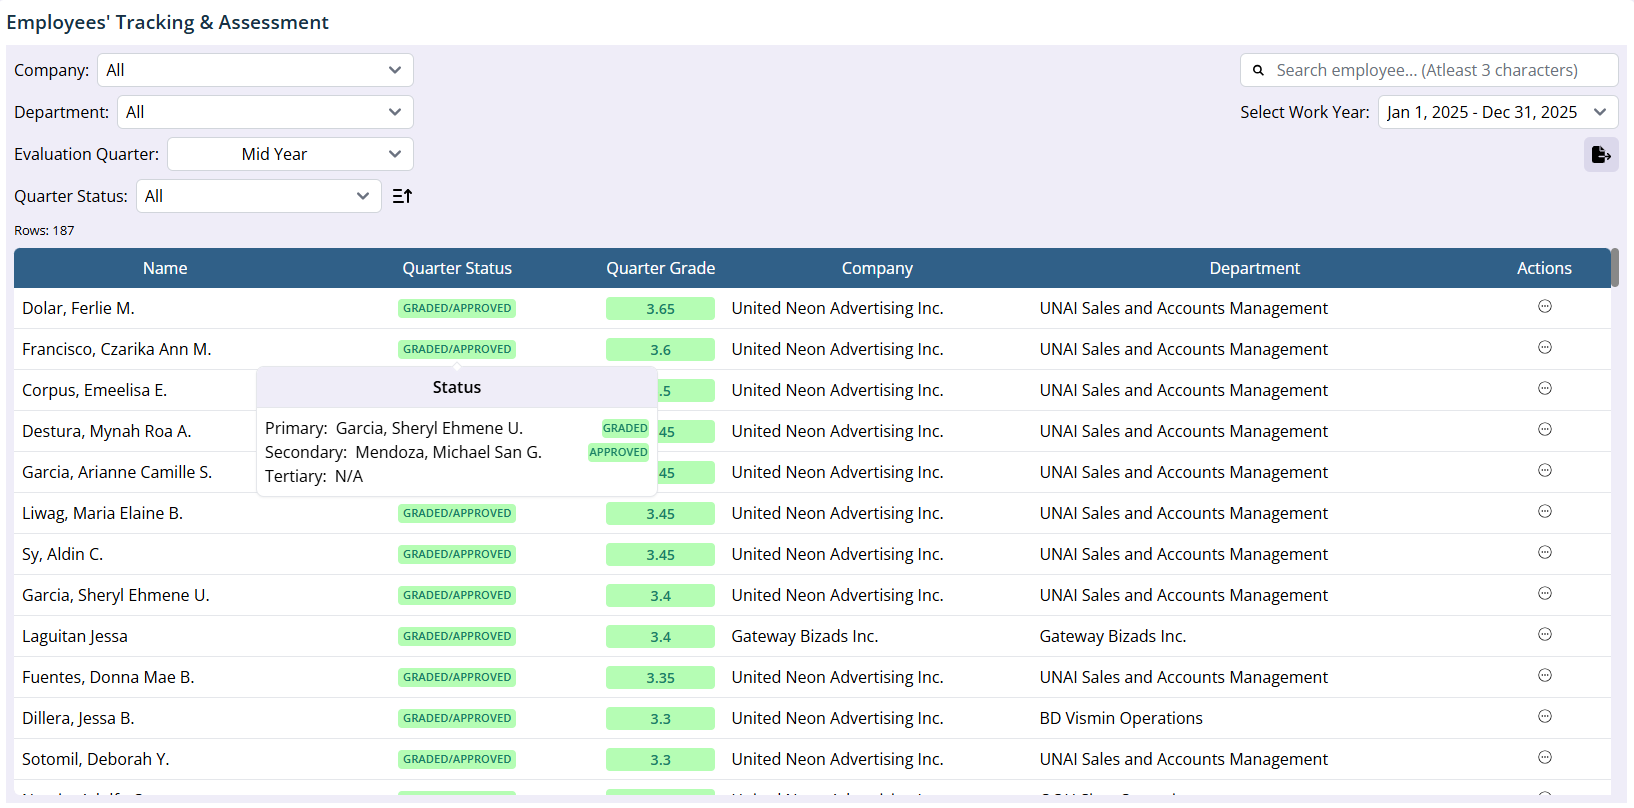 Employees' Tracking & Assessment
Company: All
Search employee... (Atleast 3 characters)
Department: All
Select Work Year: Jan 1, 2025 - Dec 31, 2025
Evaluation Quarter: Mid Year
Quarter Status: All
Rows: 187
Name Quarter Status Quarter Grade Company Department Actions
Dolar, Ferlie M. GRADED/APPROVED 3.65 United Neon Advertising Inc. UNAI Sales and Accounts Management
Francisco, Czarika Ann M. GRADED/APPROVED 3.6 United Neon Advertising Inc. UNAI Sales and Accounts Management
Corpus, Emeelisa E. .5 United Neon Advertising Inc. UNAI Sales and Accounts Management
Destura, Mynah Roa A. 45 United Neon Advertising Inc. UNAI Sales and Accounts Management
Garcia, Arianne Camille S. 45 United Neon Advertising Inc. UNAI Sales and Accounts Management
Status
Primary: Garcia, Sheryl Ehmene U. GRADED
Secondary: Mendoza, Michael San G. APPROVED
Tertiary: N/A
Liwag, Maria Elaine B. GRADED/APPROVED 3.45 United Neon Advertising Inc. UNAI Sales and Accounts Management
Sy, Aldin C. GRADED/APPROVED 3.45 United Neon Advertising Inc. UNAI Sales and Accounts Management
Garcia, Sheryl Ehmene U. GRADED/APPROVED 3.4 United Neon Advertising Inc. UNAI Sales and Accounts Management
Laguitan Jessa GRADED/APPROVED 3.4 Gateway Bizads Inc. Gateway Bizads Inc.
Fuentes, Donna Mae B. GRADED/APPROVED 3.35 United Neon Advertising Inc. UNAI Sales and Accounts Management
Dillera, Jessa B. GRADED/APPROVED 3.3 United Neon Advertising Inc. BD Vismin Operations
Sotomil, Deborah Y. GRADED/APPROVED 3.3 United Neon Advertising Inc. UNAI Sales and Accounts Management